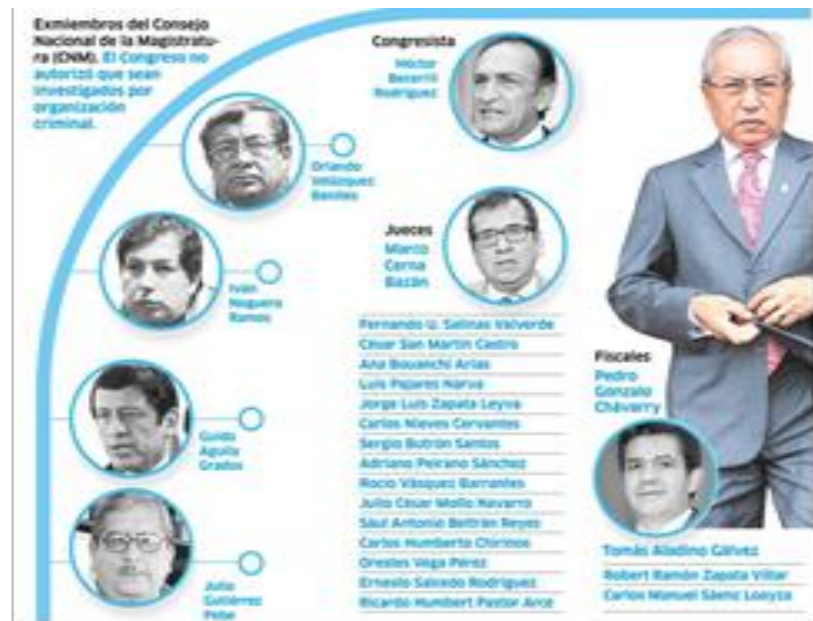 Exmiembros del Consejo
Nacional de la Magistratu-
ra (CNM). El Congreso no
autorizó que sean
investigados por
organización
criminal.
Orlando
Velásquez
Benites
Iván
Noguera
Ramos
Guido
Aguila
Grados
Julio
Gutiérrez
Pebe
Congresista
Héctor
Becerril
Rodríguez
Jueces
Marco
Cerna
Bazán
Fernando U. Salinas Valverde
César San Martín Castro
Ana Bouanchi Arias
Luis Pajares Narva
Jorge Luis Zapata Leyva
Carlos Nieves Cervantes
Sergio Butrón Santos
Adriano Peirano Sánchez
Rocío Vásquez Barrantes
Julio César Mollo Navarro
Saúl Antonio Beltrán Reyes
Carlos Humberto Chirinos
Orestes Vega Pérez
Ernesto Salcedo Rodríguez
Ricardo Humbert Pastor Arce
Fiscales
Pedro
Gonzalo
Chávarry
Tomás Aladino Gálvez
Robert Ramón Zapata Villar
Carlos Manuel Sáenz Loayza